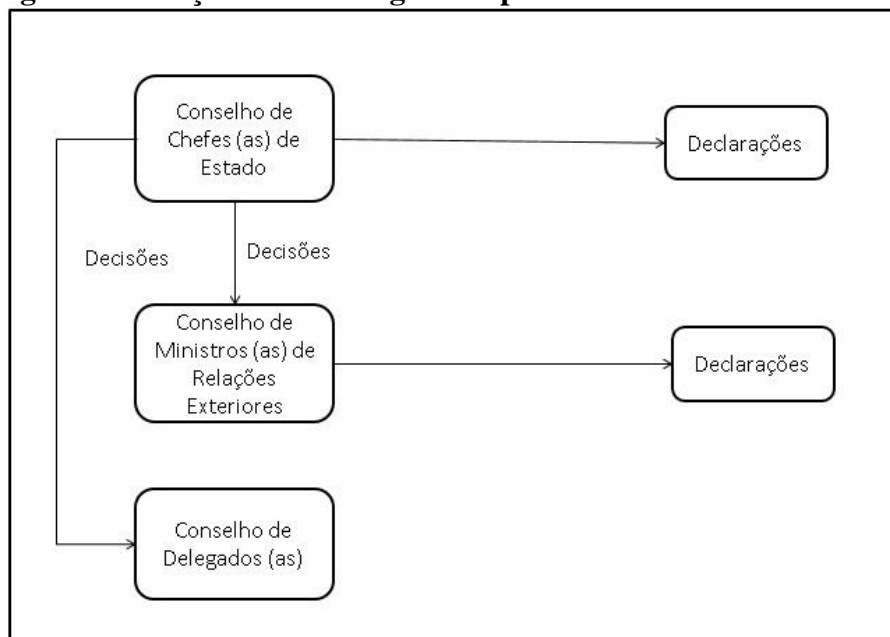 Conselho de
Chefes (as) de
Estado
Declarações
Decisões
Decisões
Conselho de
Ministros (as) de
Relações
Exteriores
Declarações
Conselho de
Delegados (as)